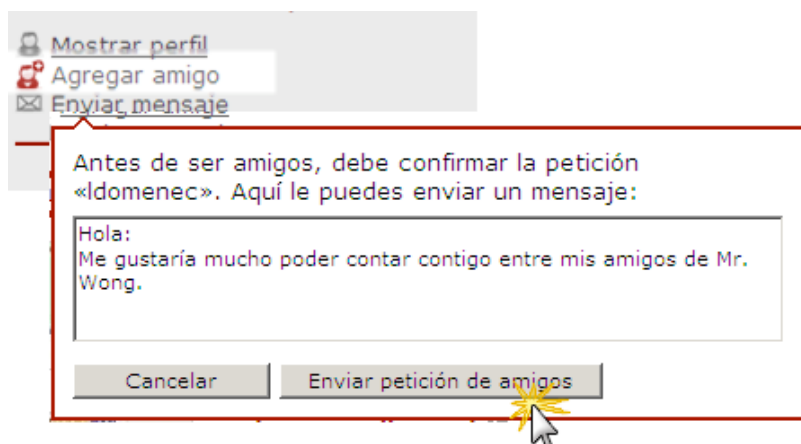 Mostrar perfil
Agregar amigo
Enviar mensaje
Antes de ser amigos, debe confirmar la petición
«ldomenec». Aquí le puedes enviar un mensaje:
Hola:
Me gustaría mucho poder contar contigo entre mis amigos de Mr.
Wong.
Cancelar
Enviar petición de amigos